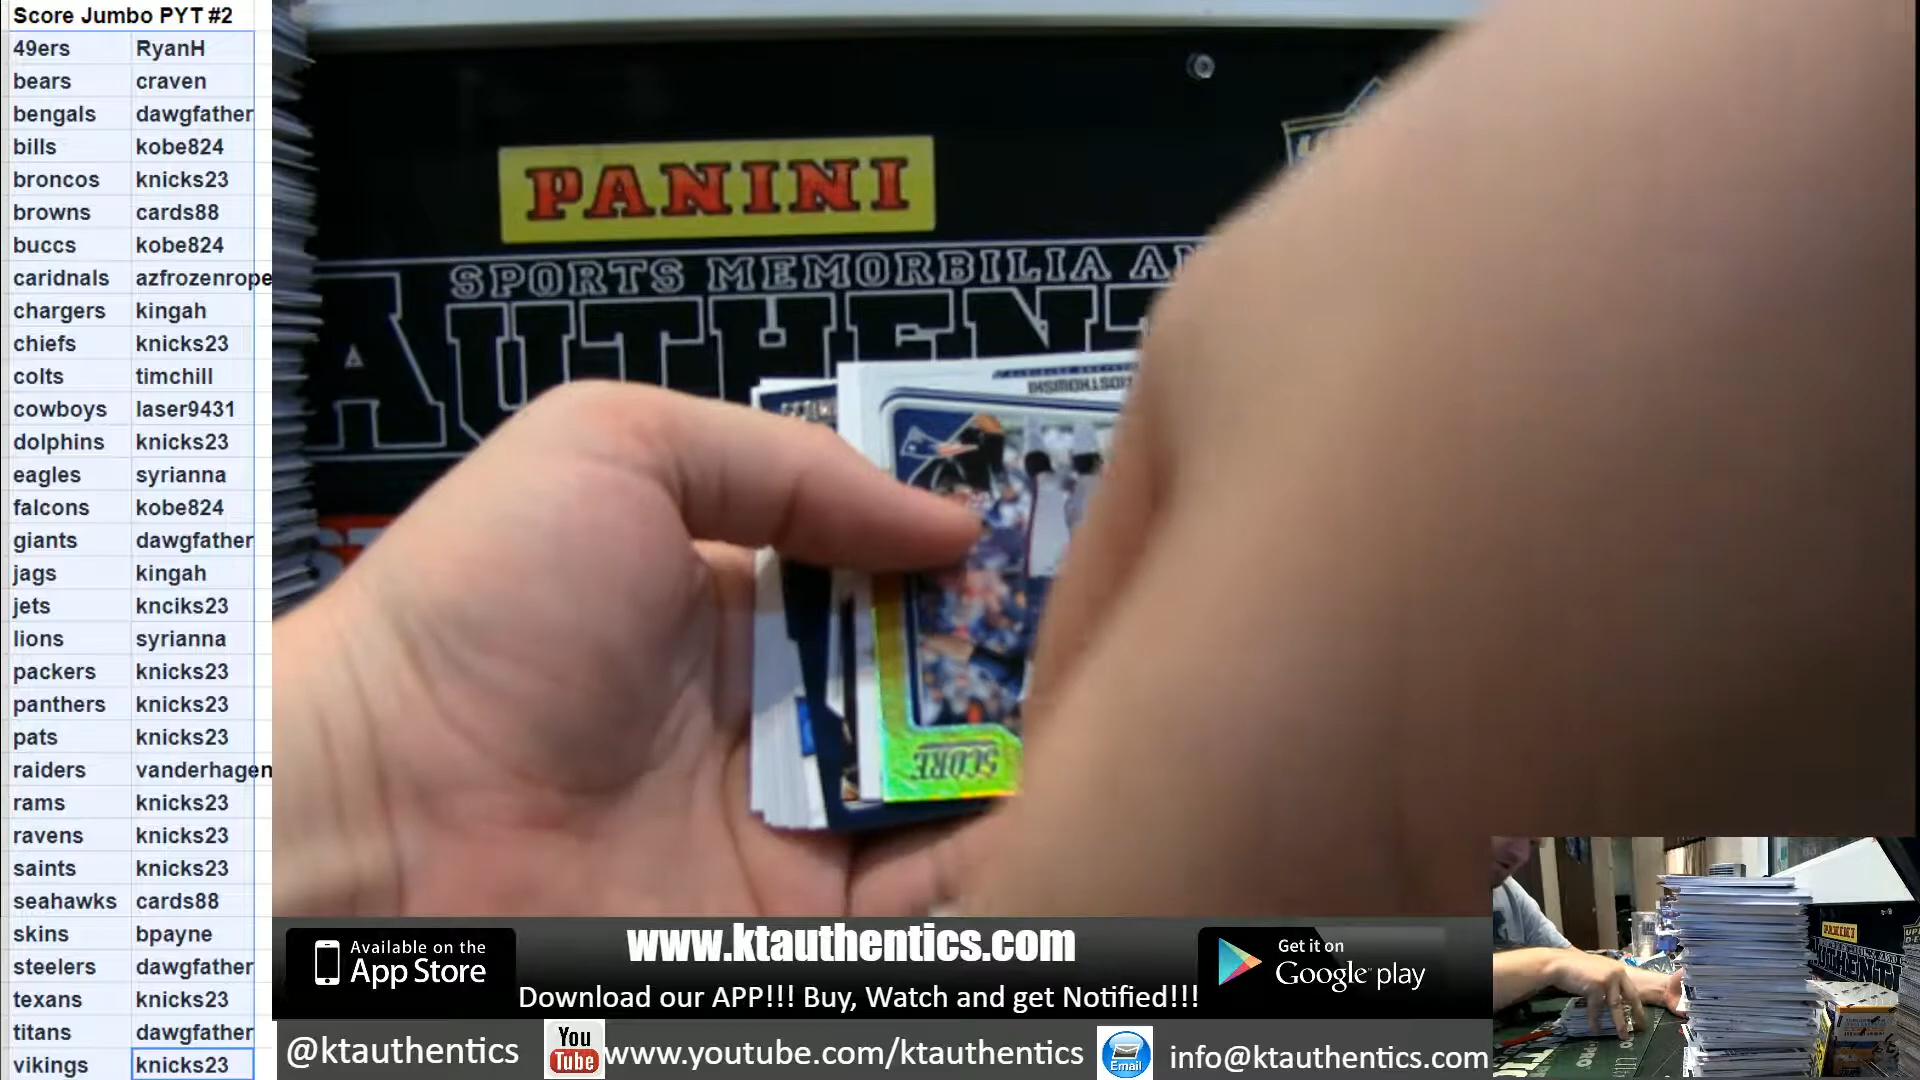 Score Jumbo PYT #2
49ers RyanH
bears craven
bengals dawgfather
bills kobe824
broncos knicks23
browns cards88
buccs kobe824
caridnals azfrozenrope
chargers kingah
chiefs knicks23
colts timchill
cowboys laser9431
dolphins knicks23
eagles syrianna
falcons kobe824
giants dawgfather
jags kingah
jets knciks23
lions syrianna
packers knicks23
panthers knicks23
pats knicks23
raiders vanderhagen
rams knicks23
ravens knicks23
saints knicks23
seahawks cards88
skins bpayne
steelers dawgfather
texans knicks23
titans dawgfather
vikings knicks23
PANINI
SPORTS MEMORBILIA
SCORE
PANINI
Available on the
App Store
www.ktauthentics.com
Download our APP!!! Buy, Watch and get Notified!!!
Get it on
Google play
@ktauthentics
You
Tube
www.youtube.com/ktauthentics
Email
info@ktauthentics.com